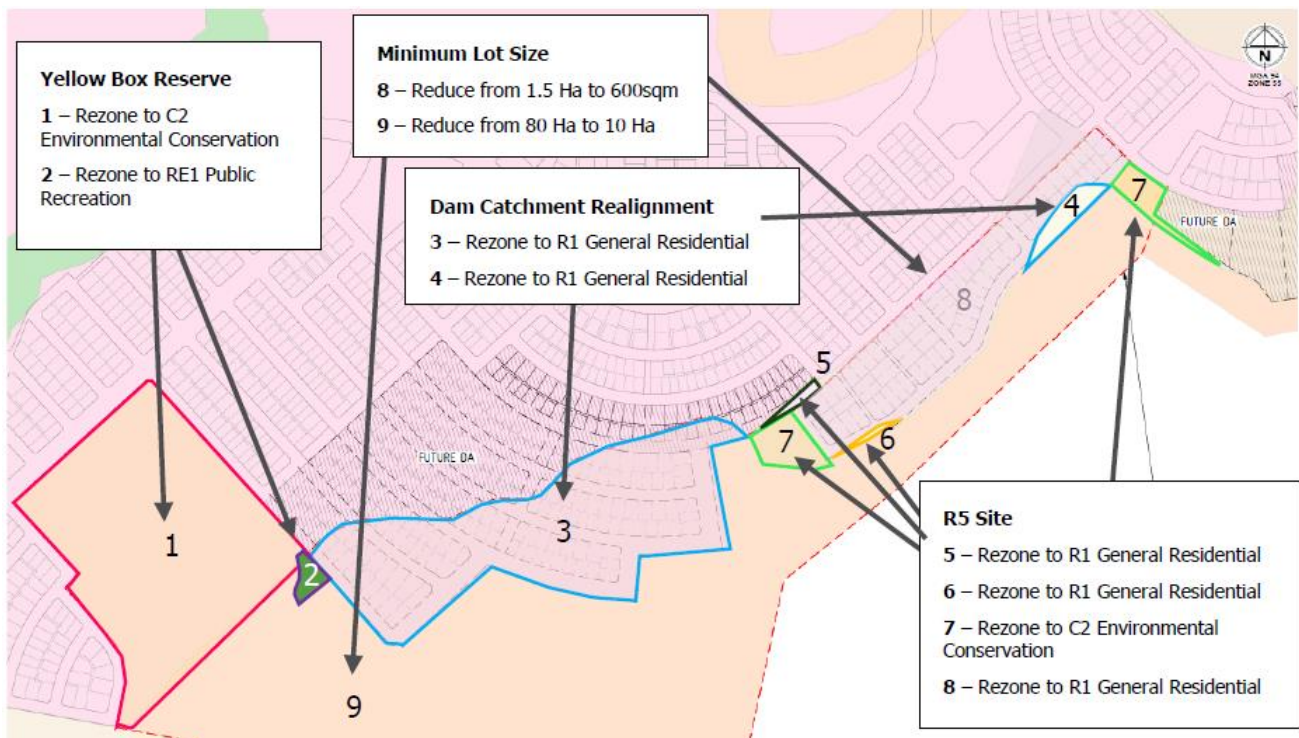 Yellow Box Reserve
1 – Rezone to C2
Environmental Conservation
2 – Rezone to RE1 Public
Recreation
Minimum Lot Size
8 – Reduce from 1.5 Ha to 600sqm
9 – Reduce from 80 Ha to 10 Ha
Dam Catchment Realignment
3 – Rezone to R1 General Residential
4 – Rezone to R1 General Residential
N
MGA 94
ZONE 55
4
7
FUTURE DA
8
5
7
6
FUTURE DA
3
1
2
9
R5 Site
5 – Rezone to R1 General Residential
6 – Rezone to R1 General Residential
7 – Rezone to C2 Environmental
Conservation
8 – Rezone to R1 General Residential